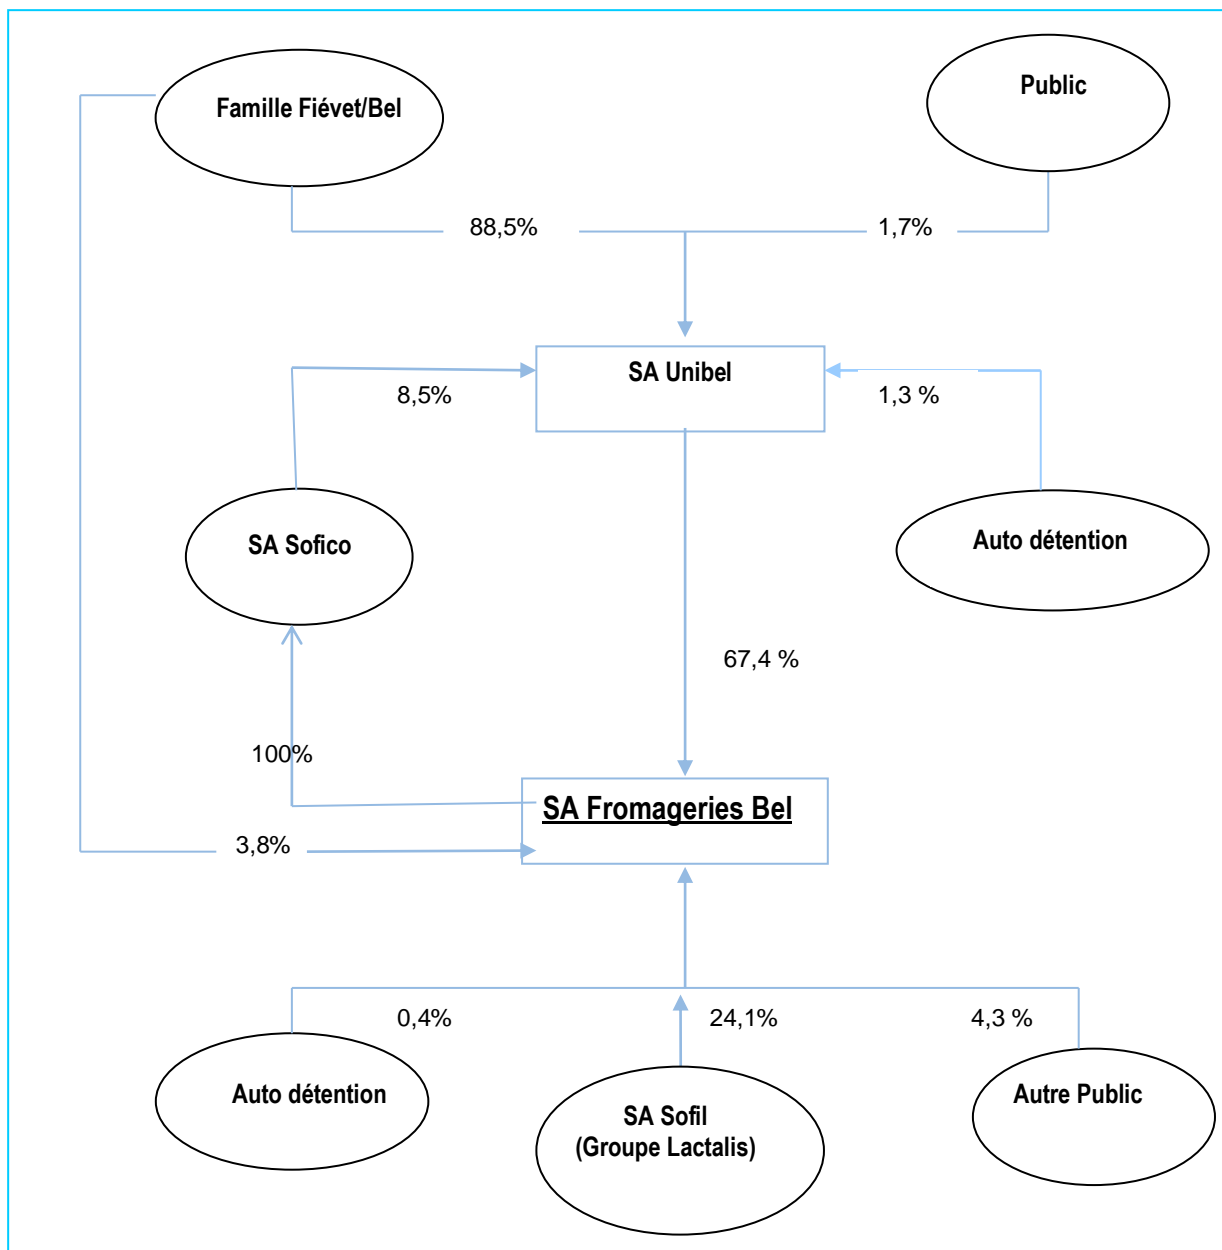 Famille Fiévet/Bel
Public
88,5%
1,7%
SA Unibel
8,5%
1,3 %
SA Sofico
Auto détention
67,4 %
100%
SA Fromageries Bel
3,8%
0,4%
24,1%
4,3 %
Auto détention
SA Sofil
(Groupe Lactalis)
Autre Public